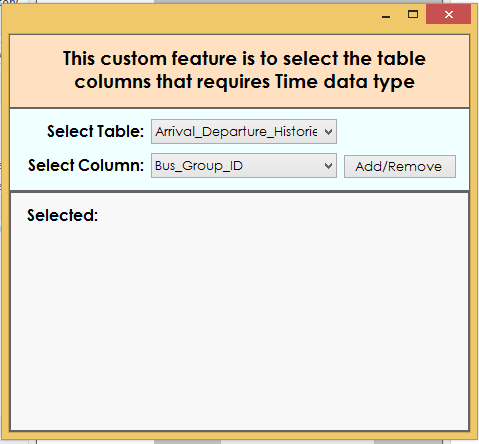 This custom feature is to select the table
columns that requires Time data type
Select Table: Arrival_Departure_Historie
Select Column: Bus_Group_ID Add/Remove
Selected: